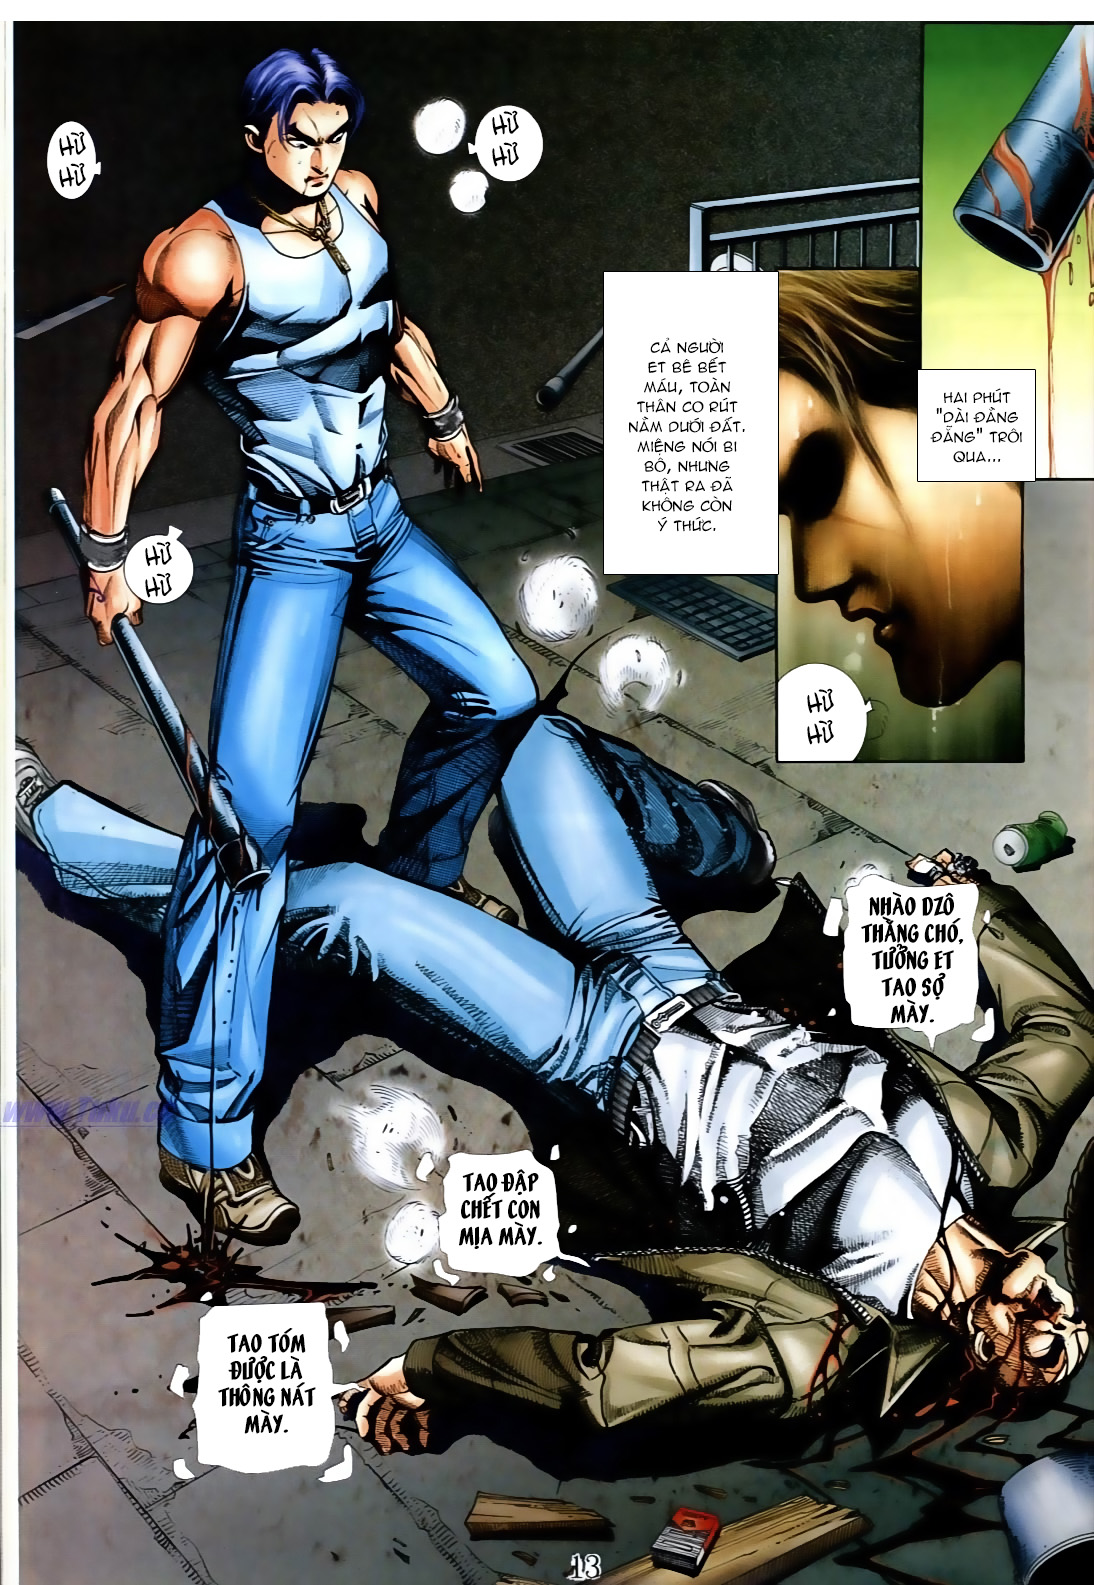 HỪ
HỪ
HỪ
HỪ
HAI PHÚT
"DÀI ĐẰNG
ĐẴNG" TRÔI
QUA...
CẢ NGƯỜI
ET BÊ BẾT
MÁU, TOÀN
THÂN CO RÚT
NẰM DƯỚI ĐẤT.
MIỆNG NÓI BI
BÔ, NHƯNG
THẬT RA ĐÃ
KHÔNG CÒN
Ý THỨC.
HỪ
HỪ
HỪ
HỪ
NHÀO DZÔ
THẰNG CHÓ,
TƯỞNG ET
TAO SỢ
MÀY.
TAO ĐẬP
CHẾT CON
MỊA MÀY.
TAO TÓM
ĐƯỢC LÀ
THÔNG NÁT
MÀY.
13